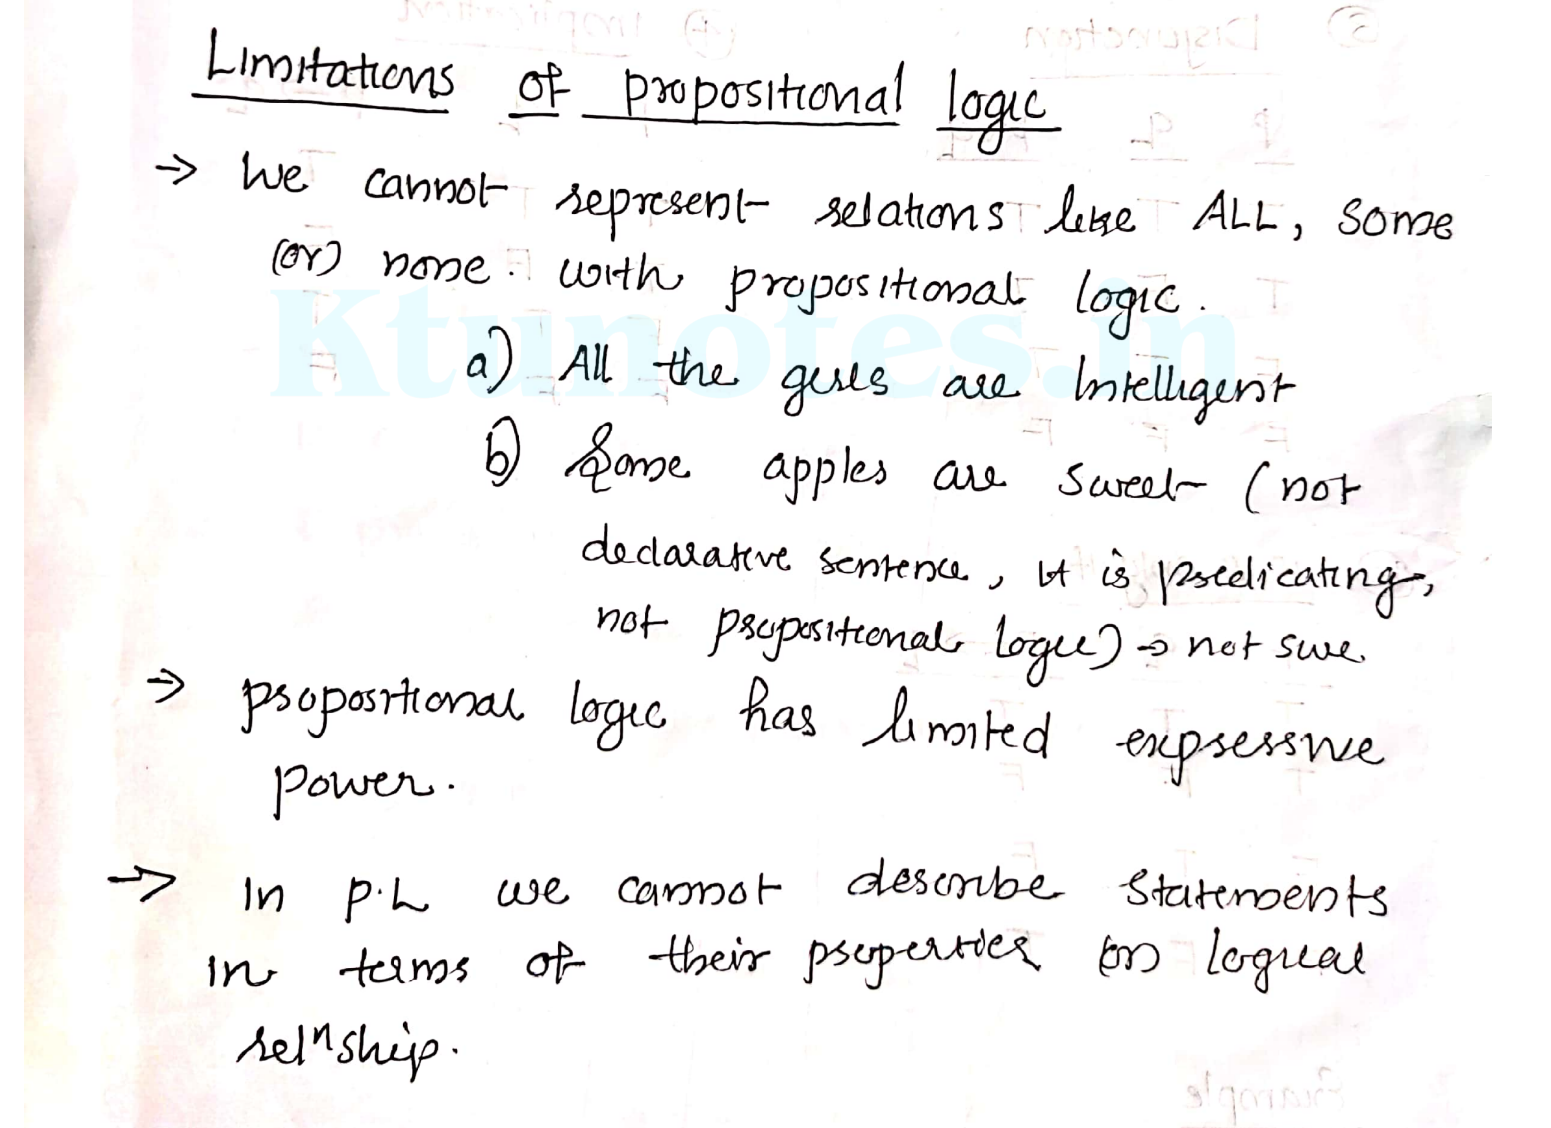 Limitations of propositional logic
→ We cannot represent relations like ALL, some
(or) none. with propositional logic.
Ktunotes.in
a) All the girls are Intelligent
b) Some apples are sweet (not
declarative sentence, it is predicating,
not propositional logic) → not sure.
→ propositional logic has limited expressive
power.
→ In P.L we cannot describe statements
in terms of their properties or logical
relnship.
Example